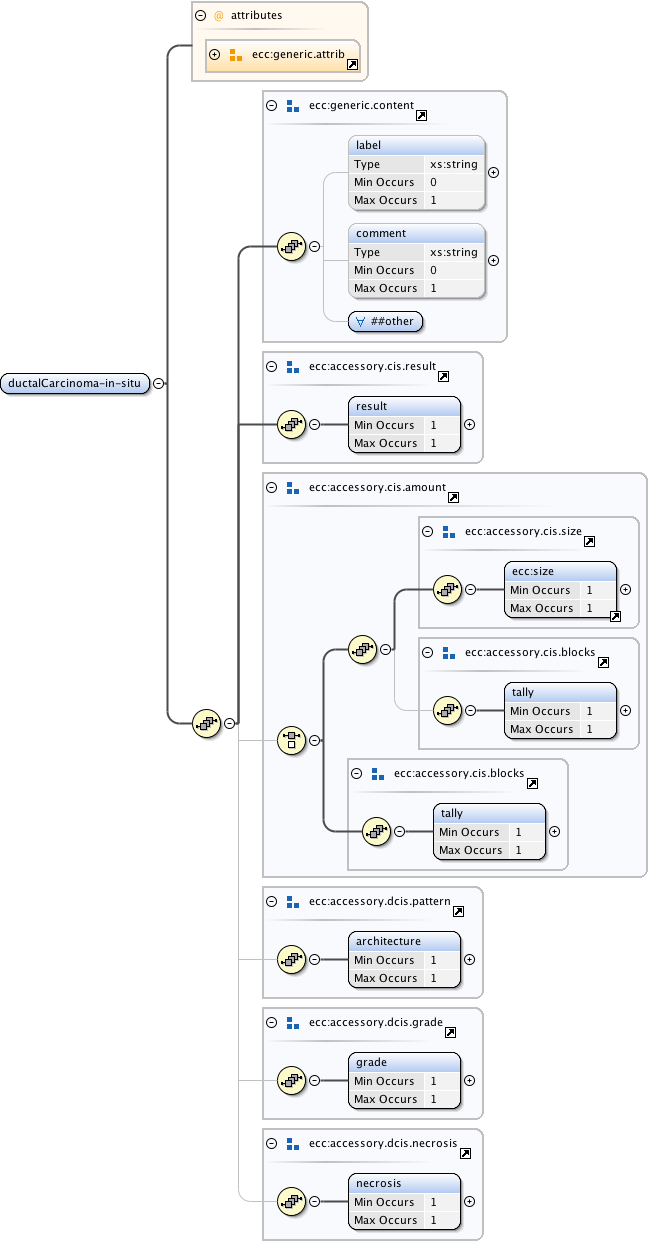 @ attributes
ecc:generic.attrib
ecc:generic.content
label
Type xs:string
Min Occurs 0
Max Occurs 1
comment
Type xs:string
Min Occurs 0
Max Occurs 1
∀ ##other
ductalCarcinoma-in-situ
ecc:accessory.cis.result
result
Min Occurs 1
Max Occurs 1
ecc:accessory.cis.amount
ecc:accessory.cis.size
ecc:size
Min Occurs 1
Max Occurs 1
ecc:accessory.cis.blocks
tally
Min Occurs 1
Max Occurs 1
ecc:accessory.cis.blocks
tally
Min Occurs 1
Max Occurs 1
ecc:accessory.dcis.pattern
architecture
Min Occurs 1
Max Occurs 1
ecc:accessory.dcis.grade
grade
Min Occurs 1
Max Occurs 1
ecc:accessory.dcis.necrosis
necrosis
Min Occurs 1
Max Occurs 1